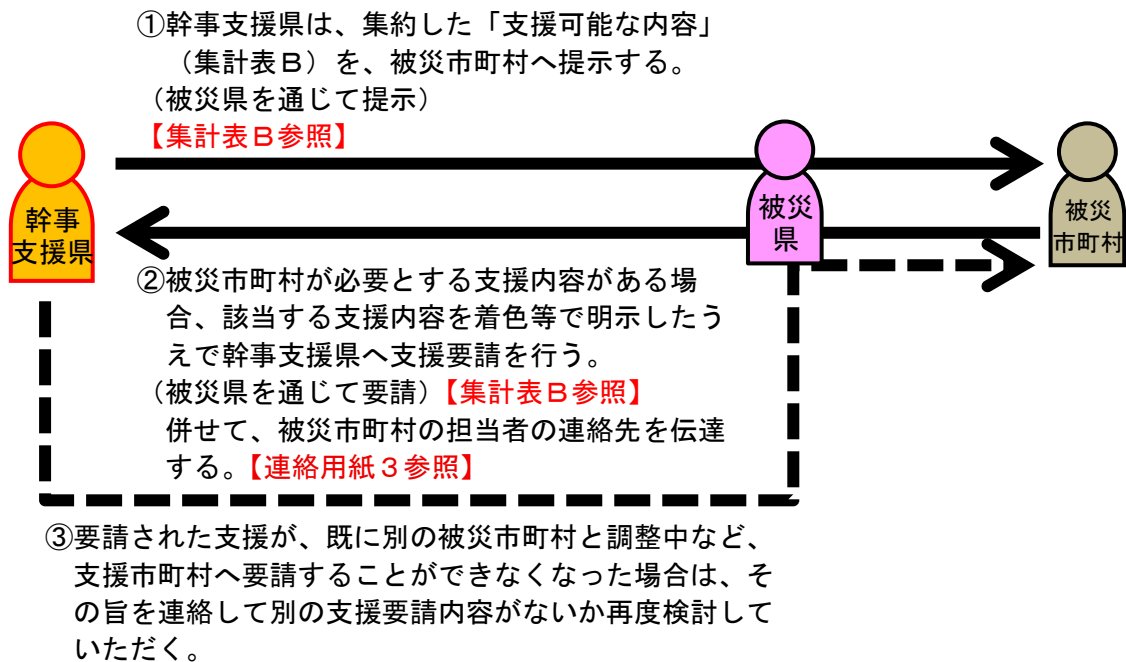 ①幹事支援県は、集約した「支援可能な内容」
（集計表Ｂ）を、被災市町村へ提示する。
（被災県を通じて提示）
【集計表Ｂ参照】
幹事
支援県
被災
県
被災
市町村
②被災市町村が必要とする支援内容がある場
合、該当する支援内容を着色等で明示したう
えで幹事支援県へ支援要請を行う。
（被災県を通じて要請）【集計表Ｂ参照】
併せて、被災市町村の担当者の連絡先を伝達
する。【連絡用紙３参照】
③要請された支援が、既に別の被災市町村と調整中など、
支援市町村へ要請することができなくなった場合は、そ
の旨を連絡して別の支援要請内容がないか再度検討して
いただく。